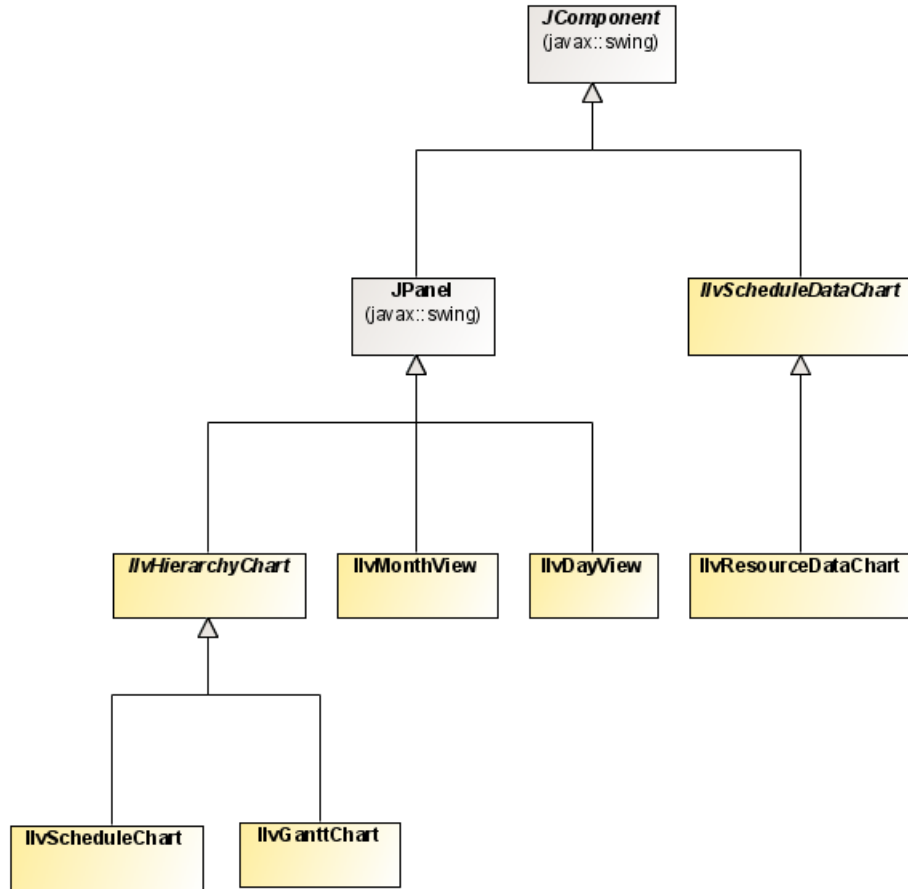 JComponent
(javax::swing)
JPanel
(javax::swing)
IlvScheduleDataChart
IlvHierarchyChart
IlvMonthView
IlvDayView
IlvResourceDataChart
IlvScheduleChart
IlvGanttChart